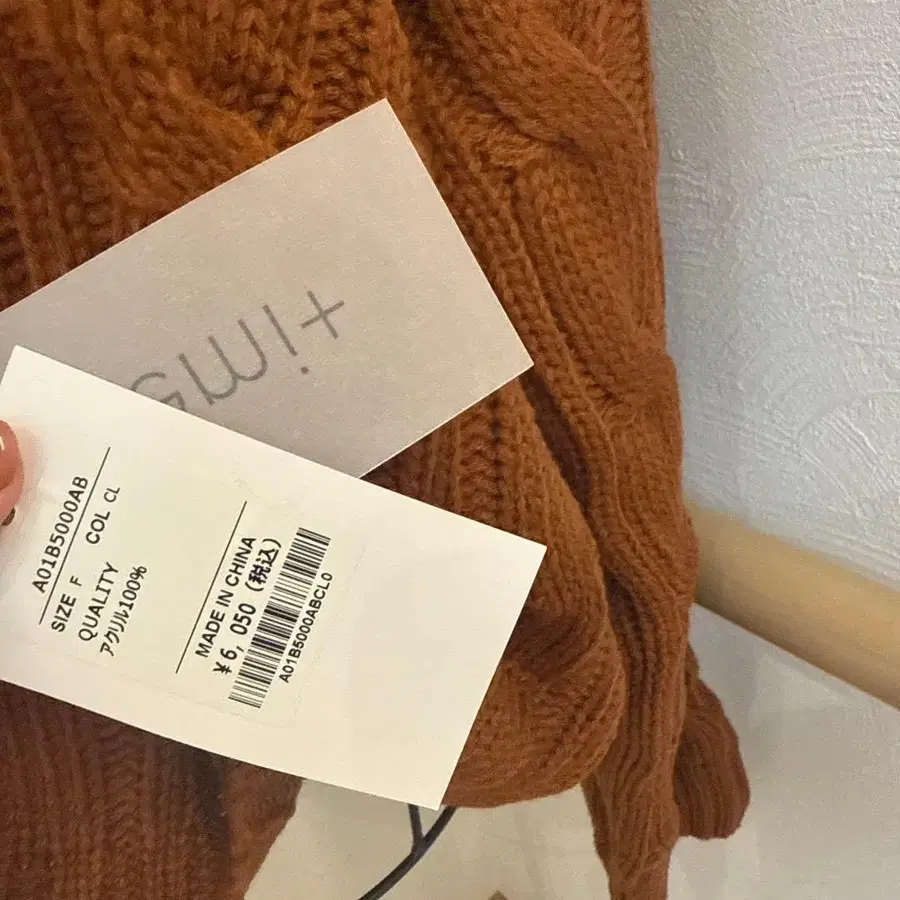 +im
A01B5000AB
SIZE F COL CL
QUALITY
アクリル100%
MADE IN CHINA
¥6,050 (税込)
A01B5000ABCL0